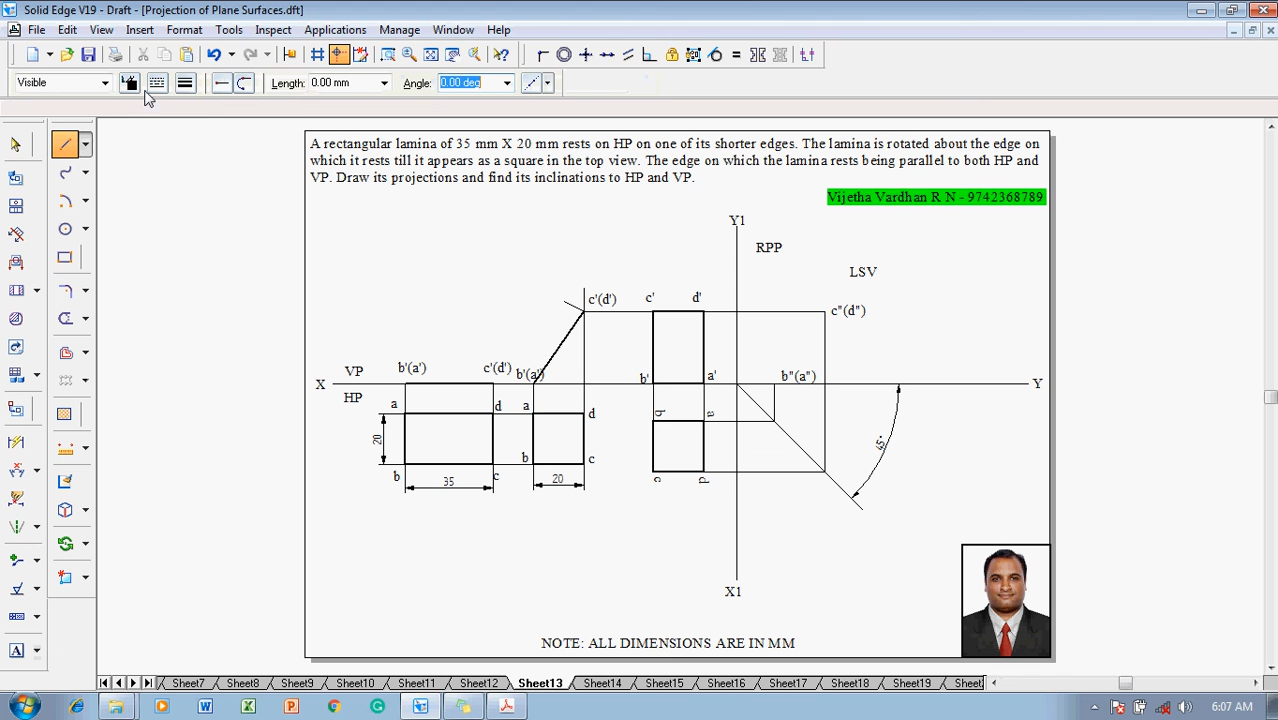 Solid Edge V19 - Draft - [Projection of Plane Surfaces.dft]
File Edit View Insert Format Tools Inspect Applications Manage Window Help
Visible Length: 0.00 mm Angle: 0.00 deg
A rectangular lamina of 35 mm X 20 mm rests on HP on one of its shorter edges. The lamina is rotated about the edge on
which it rests till it appears as a square in the top view. The edge on which the lamina rests being parallel to both HP and
VP. Draw its projections and find its inclinations to HP and VP.
Vijetha Vardhan R N - 9742368789
Y1
RPP
LSV
c'(d') c' d' c"(d")
VP b'(a') c'(d') b'(a') b' a' b"(a")
X Y
HP
a d a d b a
20 45°
b c b c c d
35 20
X1
NOTE: ALL DIMENSIONS ARE IN MM
Sheet7 Sheet8 Sheet9 Sheet10 Sheet11 Sheet12 Sheet13 Sheet14 Sheet15 Sheet16 Sheet17 Sheet18 Sheet19 Sheet
6:07 AM